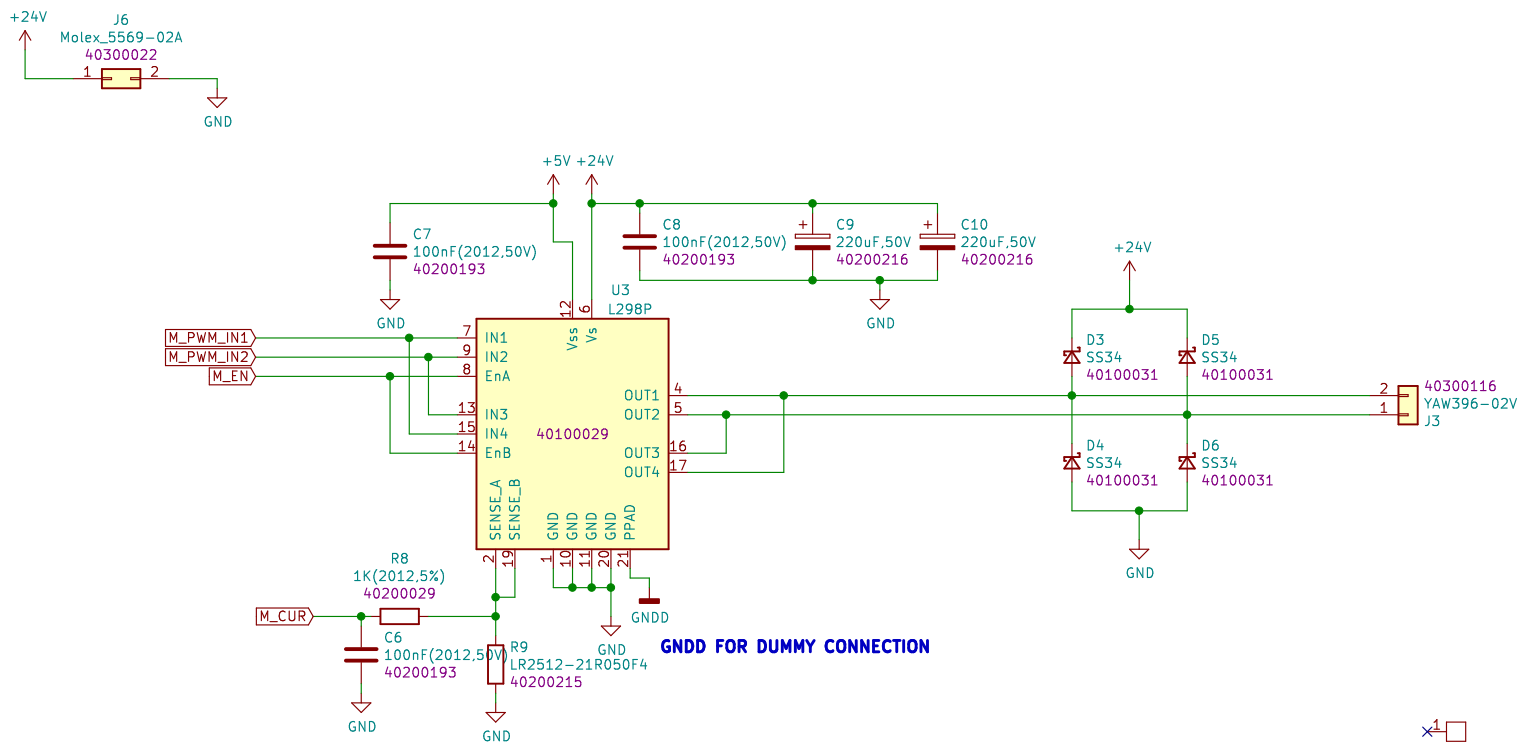 +24V
J6
Molex_5569-02A
40300022
1 2
GND
+5V +24V
C7
100nF(2012,50V)
40200193
GND
C8
100nF(2012,50V)
40200193
C9
220uF,50V
40200216
C10
220uF,50V
40200216
GND
+24V
U3
L298P
12 6
Vss Vs
M_PWM_IN1
M_PWM_IN2
M_EN
7 IN1
9 IN2
8 EnA
13 IN3
15 IN4
14 EnB
40100029
OUT1 4
OUT2 5
OUT3 16
OUT4 17
SENSE_A
SENSE_B
GND
GND
GND
GND
PPAD
2 19 1 10 11 20 21
D3
SS34
40100031
D5
SS34
40100031
D4
SS34
40100031
D6
SS34
40100031
GND
2
1
40300116
YAW396-02V
J3
R8
1K(2012,5%)
40200029
M_CUR
C6
100nF(2012,50V)
40200193
GND
R9
LR2512-21R050F4
40200215
GND
GND
GNDD
GNDD FOR DUMMY CONNECTION
1
+
+